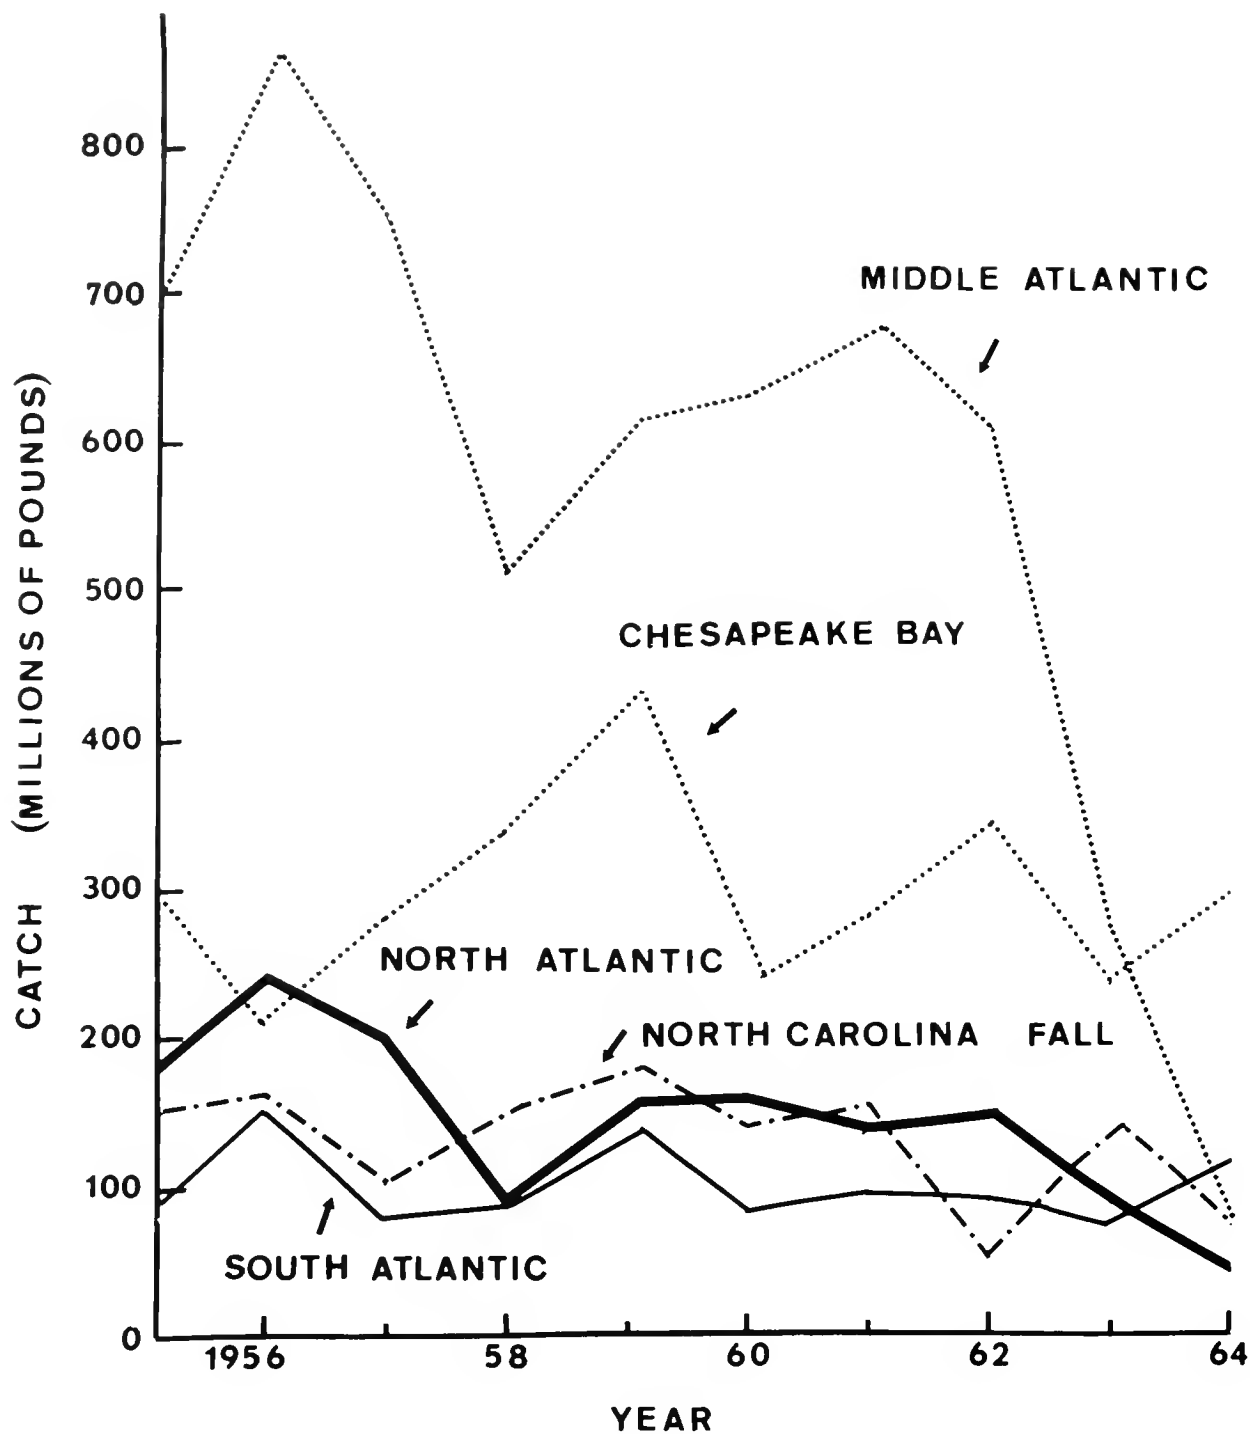 800
700
600
500
400
300
200
100
0
CATCH (MILLIONS OF POUNDS)
MIDDLE ATLANTIC
CHESAPEAKE BAY
NORTH ATLANTIC
NORTH CAROLINA FALL
SOUTH ATLANTIC
1956 58 60 62 64
YEAR